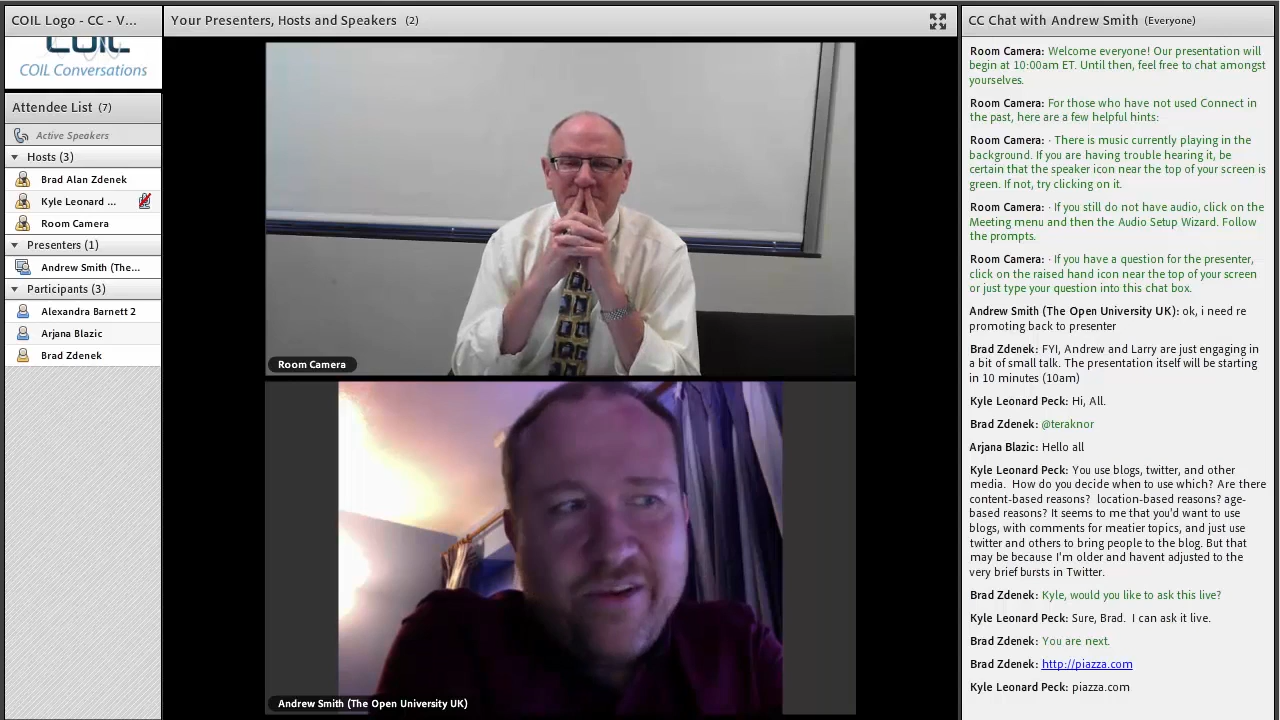 COIL Logo - CC - V...
COIL
COIL Conversations
Attendee List (7)
Active Speakers
Hosts (3)
Brad Alan Zdenek
Kyle Leonard ...
Room Camera
Presenters (1)
Andrew Smith (The...
Participants (3)
Alexandra Barnett 2
Arjana Blazic
Brad Zdenek
Your Presenters, Hosts and Speakers (2)
Room Camera
Andrew Smith (The Open University UK)
CC Chat with Andrew Smith (Everyone)
Room Camera: Welcome everyone! Our presentation will
begin at 10:00am ET. Until then, feel free to chat amongst
yourselves.
Room Camera: For those who have not used Connect in
the past, here are a few helpful hints:
Room Camera: · There is music currently playing in the
background. If you are having trouble hearing it, be
certain that the speaker icon near the top of your screen is
green. If not, try clicking on it.
Room Camera: · If you still do not have audio, click on the
Meeting menu and then the Audio Setup Wizard. Follow
the prompts.
Room Camera: · If you have a question for the presenter,
click on the raised hand icon near the top of your screen
or just type your question into this chat box.
Andrew Smith (The Open University UK): ok, i need re
promoting back to presenter
Brad Zdenek: FYI, Andrew and Larry are just engaging in
a bit of small talk. The presentation itself will be starting
in 10 minutes (10am)
Kyle Leonard Peck: Hi, All.
Brad Zdenek: @teraknor
Arjana Blazic: Hello all
Kyle Leonard Peck: You use blogs, twitter, and other
media. How do you decide when to use which? Are there
content-based reasons? location-based reasons? age-
based reasons? It seems to me that you'd want to use
blogs, with comments for meatier topics, and just use
twitter and others to bring people to the blog. But that
may be because I'm older and havent adjusted to the
very brief bursts in Twitter.
Brad Zdenek: Kyle, would you like to ask this live?
Kyle Leonard Peck: Sure, Brad. I can ask it live.
Brad Zdenek: You are next.
Brad Zdenek: http://piazza.com
Kyle Leonard Peck: piazza.com